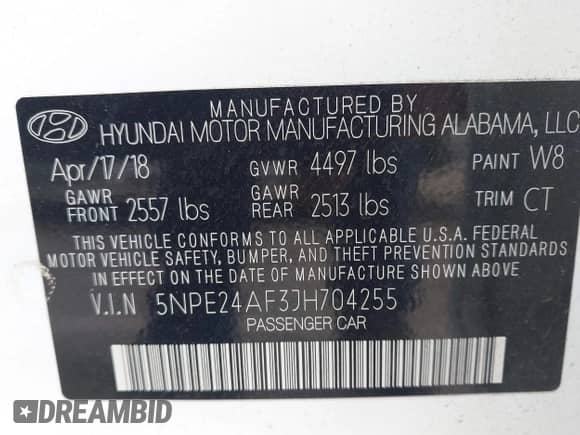 MANUFACTURED BY
HYUNDAI MOTOR MANUFACTURING ALABAMA, LLC
Apr/17/18 GVWR 4497 lbs PAINT W8
GAWR FRONT 2557 lbs GAWR REAR 2513 lbs TRIM CT
THIS VEHICLE CONFORMS TO ALL APPLICABLE U.S.A. FEDERAL
MOTOR VEHICLE SAFETY, BUMPER, AND THEFT PREVENTION STANDARDS
IN EFFECT ON THE DATE OF MANUFACTURE SHOWN ABOVE.
V.I.N 5NPE24AF3JH704255
PASSENGER CAR
DREAMBID